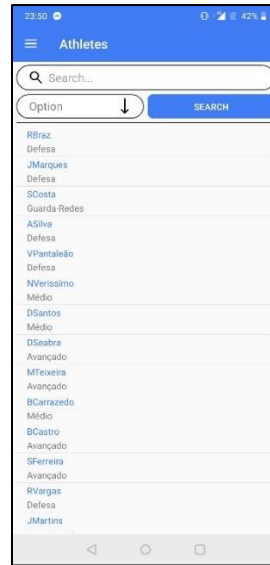 23:50 42%
Athletes
Search...
Option SEARCH
RBraz
Defesa
JMarques
Defesa
SCosta
Guarda-Redes
ASilva
Defesa
VPantaleão
Defesa
NVerissimo
Médio
DSantos
Médio
DSeabra
Avançado
MTeixeira
Avançado
BCarrazedo
Médio
BCastro
Avançado
SFerreira
Avançado
RVargas
Defesa
JMartins